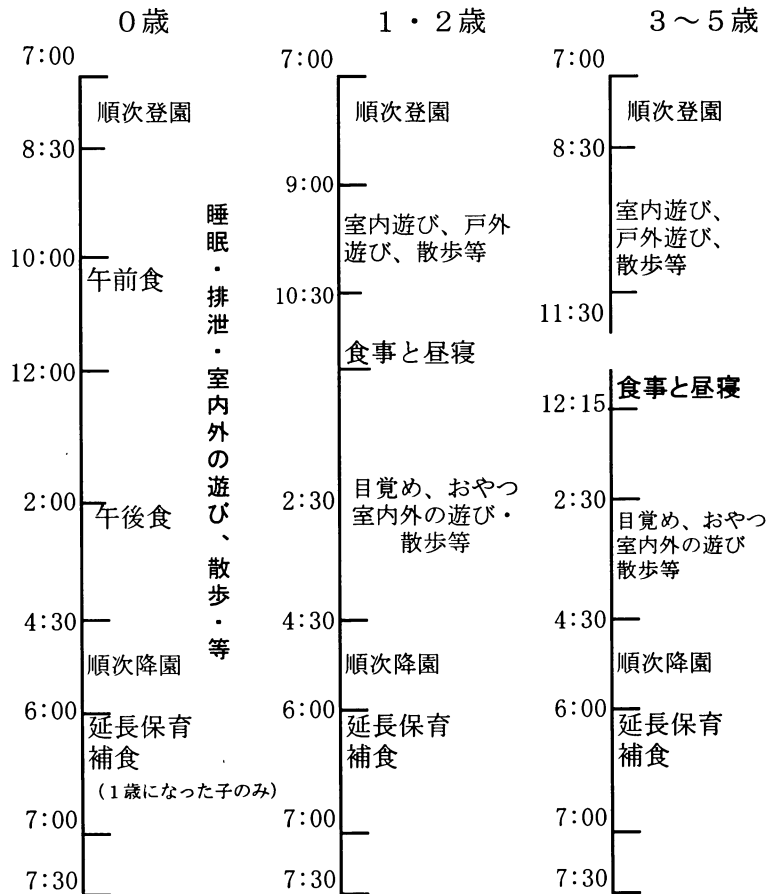 0歳
7:00
順次登園
8:30
10:00
午前食
12:00
2:00
午後食
4:30
順次降園
6:00
延長保育
補食
(1歳になった子のみ)
7:00
7:30
睡眠・排泄・室内外の遊び、散歩・等
1・2歳
7:00
順次登園
9:00
室内遊び、戸外
遊び、散歩等
10:30
食事と昼寝
2:30
目覚め、おやつ
室内外の遊び・
散歩等
4:30
順次降園
6:00
延長保育
補食
7:00
7:30
3〜5歳
7:00
順次登園
8:30
室内遊び、
戸外遊び、
散歩等
11:30
食事と昼寝
12:15
2:30
目覚め、おやつ
室内外の遊び
散歩等
4:30
順次降園
6:00
延長保育
補食
7:00
7:30